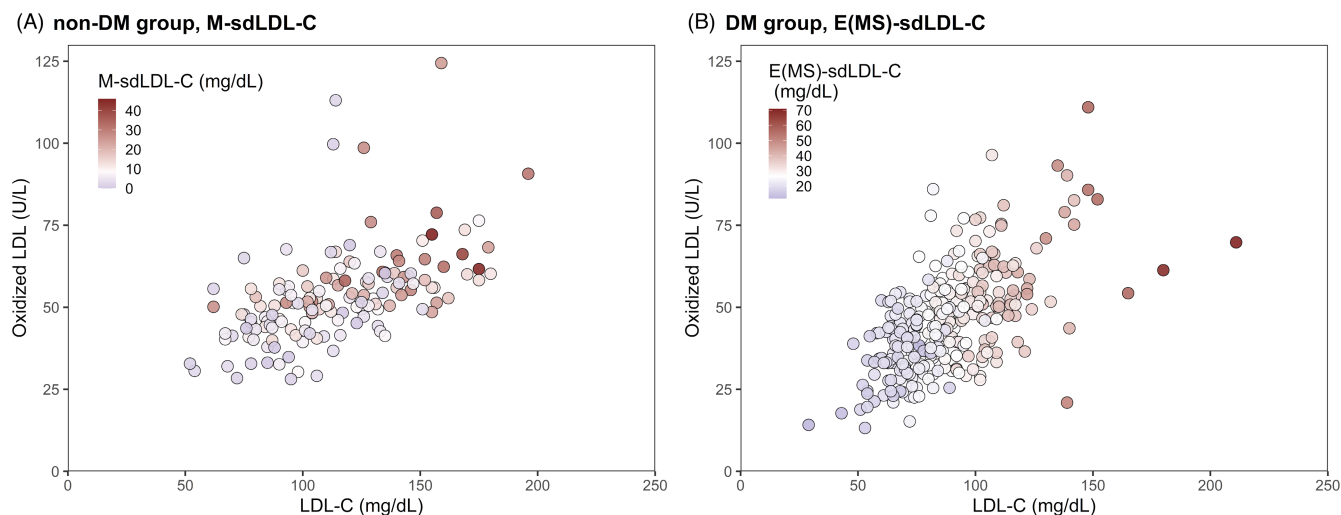 (A) non-DM group, M-sdLDL-C
M-sdLDL-C (mg/dL)
40
30
20
10
0
125
100
75
50
25
0
Oxidized LDL (U/L)
0 50 100 150 200 250
LDL-C (mg/dL)
(B) DM group, E(MS)-sdLDL-C
E(MS)-sdLDL-C
(mg/dL)
70
60
50
40
30
20
125
100
75
50
25
0
Oxidized LDL (U/L)
0 50 100 150 200 250
LDL-C (mg/dL)